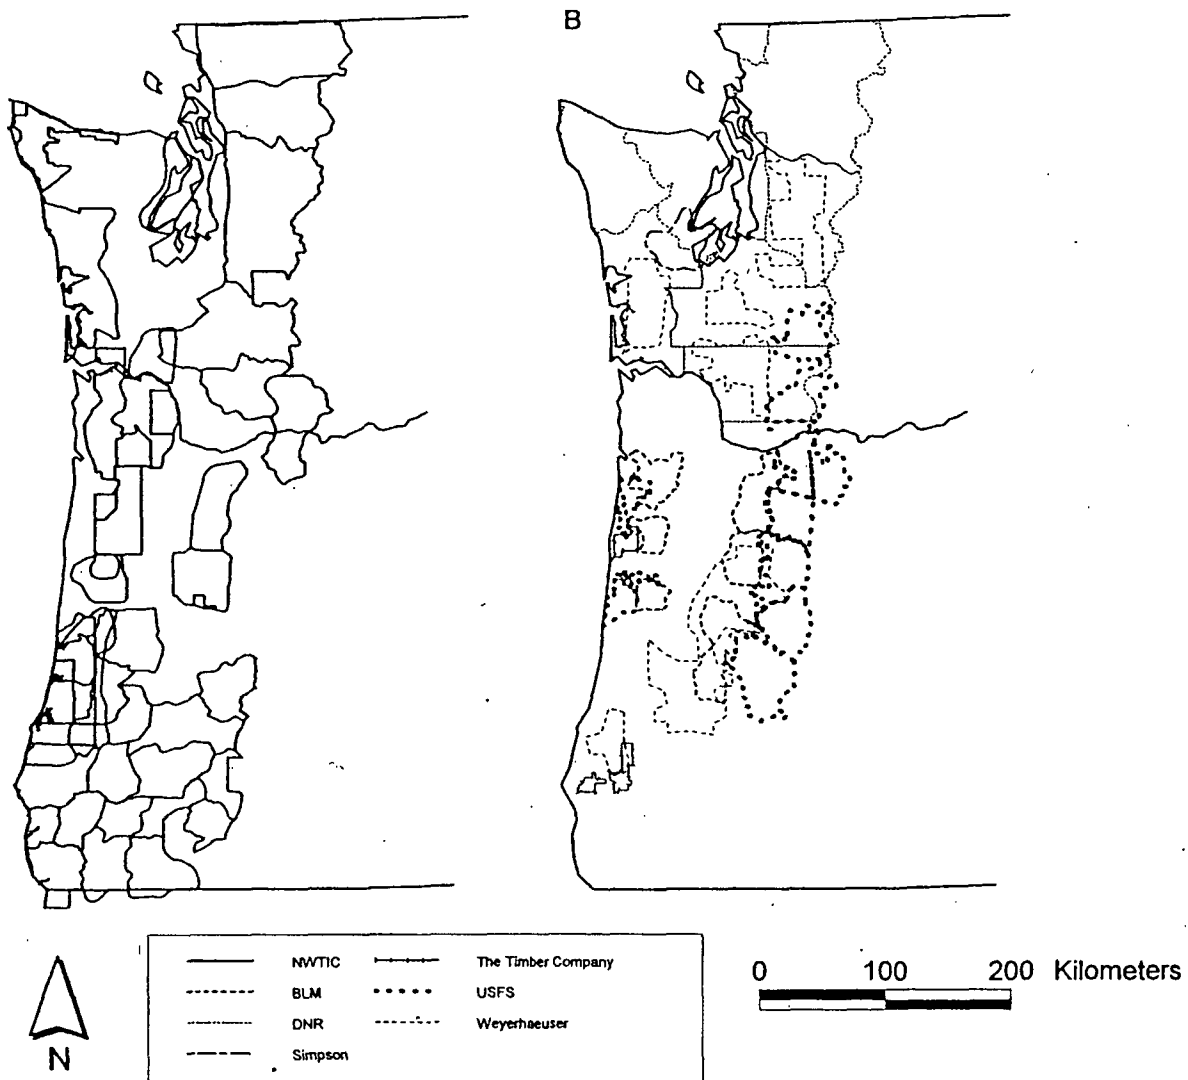 B
NWTIC The Timber Company
BLM USFS
DNR Weyerhaeuser
Simpson
N
0 100 200 Kilometers